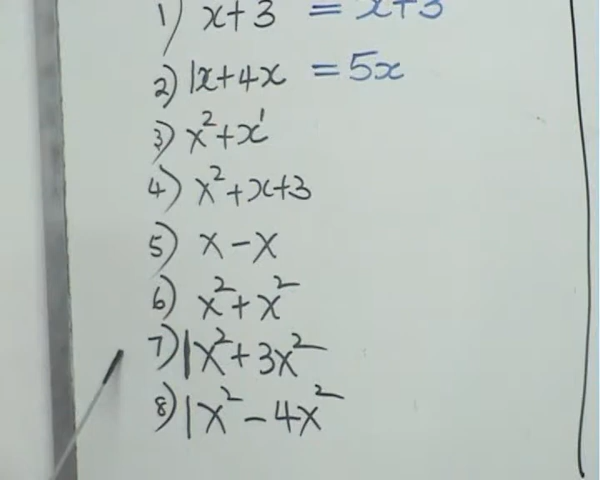 1) x+3 = x+3
2) 1x+4x = 5x
3) x²+x¹
4) x²+x+3
5) x-x
6) x²+x²
7) 1x²+3x²
8) 1x²-4x²